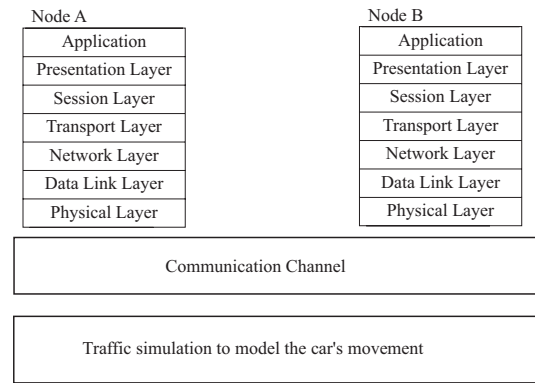 Node A
Application
Presentation Layer
Session Layer
Transport Layer
Network Layer
Data Link Layer
Physical Layer
Node B
Application
Presentation Layer
Session Layer
Transport Layer
Network Layer
Data Link Layer
Physical Layer
Communication Channel
Traffic simulation to model the car's movement